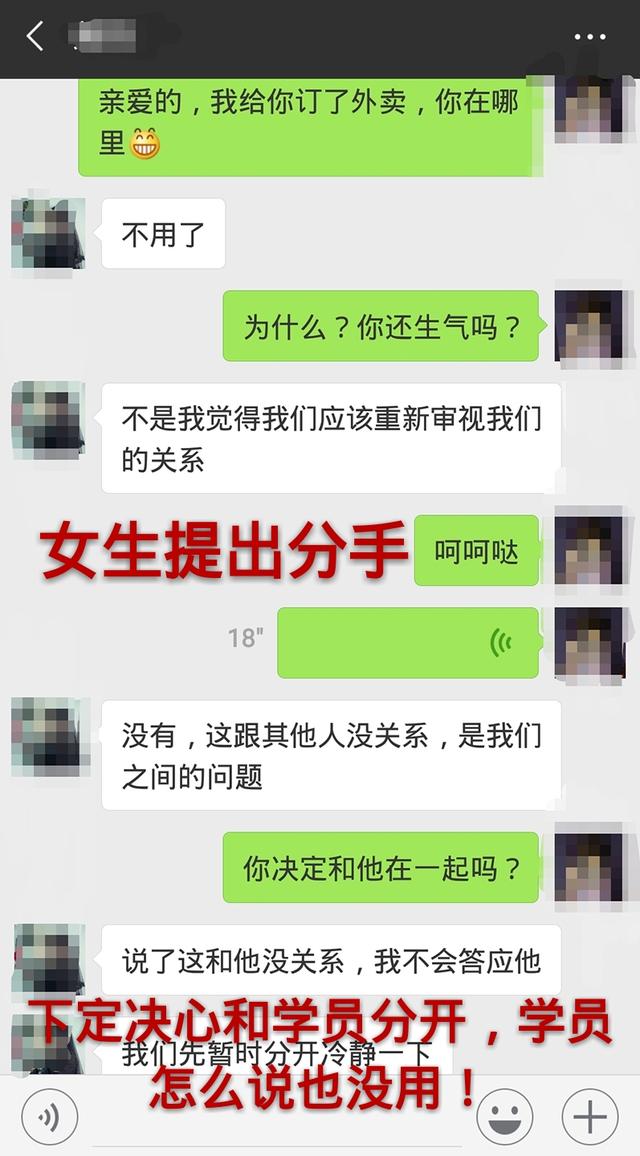 亲爱的，我给你订了外卖，你在哪
里😁
不用了
为什么？你还生气吗？
不是我觉得我们应该重新审视我们
的关系
女生提出分手
呵呵哒
18"
没有，这跟其他人没关系，是我们
之间的问题
你决定和他在一起吗？
说了这和他没关系，我不会答应他
下定决心和学员分开，学员
我们先暂时分开冷静一下
怎么说也没用！